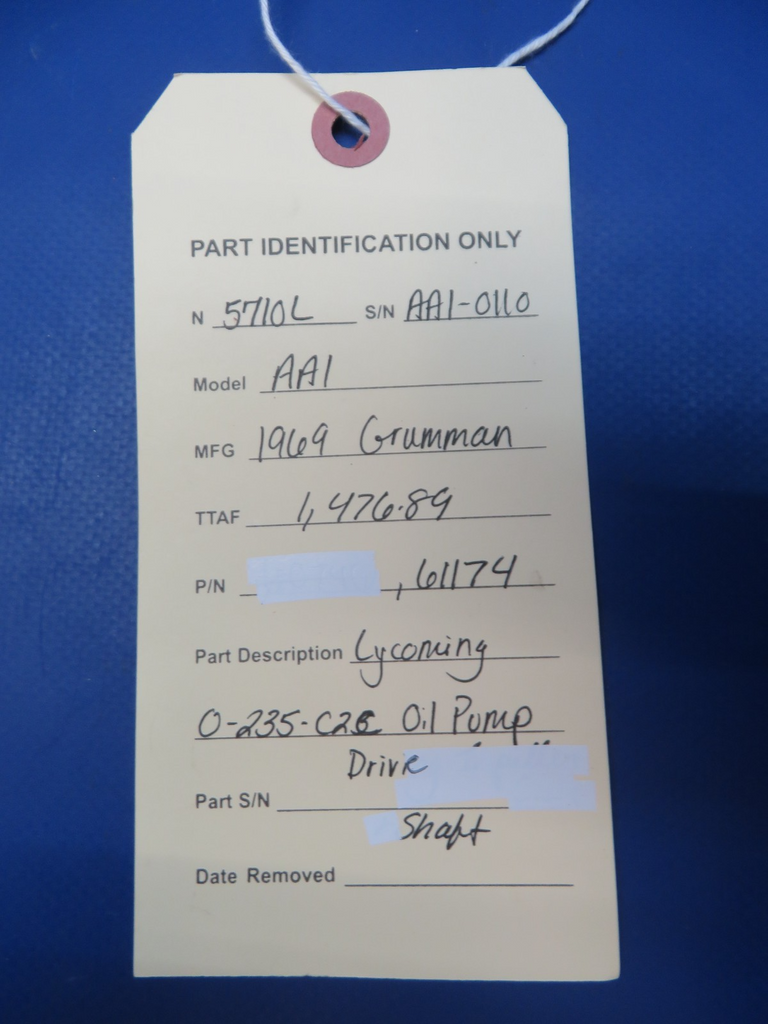 PART IDENTIFICATION ONLY
N 5710L S/N AA1-0110
Model AA1
MFG 1969 Grumman
TTAF 1,476.89
P/N , 61174
Part Description Lycoming
O-235-C2C Oil Pump
Drive
Part S/N
Shaft
Date Removed